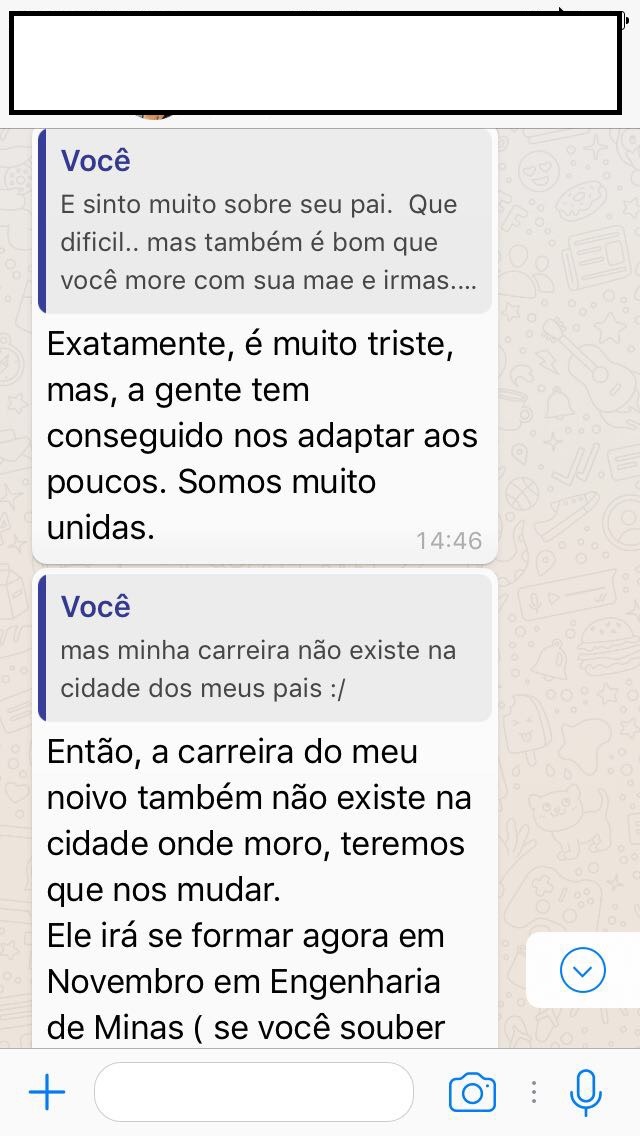 Você
E sinto muito sobre seu pai.  Que
dificil.. mas também é bom que
você more com sua mae e irmas....
Exatamente, é muito triste,
mas, a gente tem
conseguido nos adaptar aos
poucos. Somos muito
unidas.
14:46
Você
mas minha carreira não existe na
cidade dos meus pais :/
Então, a carreira do meu
noivo também não existe na
cidade onde moro, teremos
que nos mudar.
Ele irá se formar agora em
Novembro em Engenharia
de Minas ( se você souber